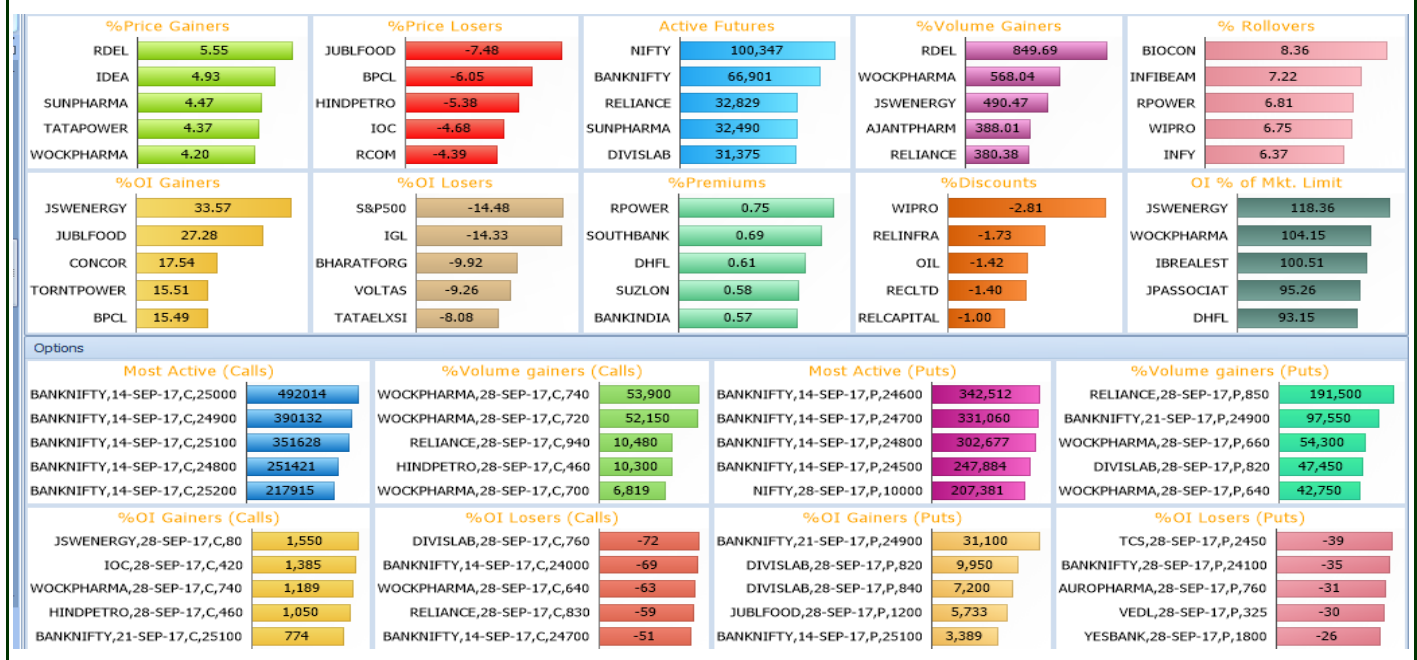 %Price Gainers
RDEL 5.55
IDEA 4.93
SUNPHARMA 4.47
TATAPOWER 4.37
WOCKPHARMA 4.20
%Price Losers
JUBLFOOD -7.48
BPCL -6.05
HINDPETRO -5.38
IOC -4.68
RCOM -4.39
Active Futures
NIFTY 100,347
BANKNIFTY 66,901
RELIANCE 32,829
SUNPHARMA 32,490
DIVISLAB 31,375
%Volume Gainers
RDEL 849.69
WOCKPHARMA 568.04
JSWENERGY 490.47
AJANTPHARM 388.01
RELIANCE 380.38
% Rollovers
BIOCON 8.36
INFIBEAM 7.22
RPOWER 6.81
WIPRO 6.75
INFY 6.37
%OI Gainers
JSWENERGY 33.57
JUBLFOOD 27.28
CONCOR 17.54
TORNTPOWER 15.51
BPCL 15.49
%OI Losers
S&P500 -14.48
IGL -14.33
BHARATFORG -9.92
VOLTAS -9.26
TATAELXSI -8.08
%Premiums
RPOWER 0.75
SOUTHBANK 0.69
DHFL 0.61
SUZLON 0.58
BANKINDIA 0.57
%Discounts
WIPRO -2.81
RELINFRA -1.73
OIL -1.42
RECLTD -1.40
RELCAPITAL -1.00
OI % of Mkt. Limit
JSWENERGY 118.36
WOCKPHARMA 104.15
IBREALEST 100.51
JPASSOCIAT 95.26
DHFL 93.15
Options
Most Active (Calls)
BANKNIFTY,14-SEP-17,C,25000 492014
BANKNIFTY,14-SEP-17,C,24900 390132
BANKNIFTY,14-SEP-17,C,25100 351628
BANKNIFTY,14-SEP-17,C,24800 251421
BANKNIFTY,14-SEP-17,C,25200 217915
%Volume gainers (Calls)
WOCKPHARMA,28-SEP-17,C,740 53,900
WOCKPHARMA,28-SEP-17,C,720 52,150
RELIANCE,28-SEP-17,C,940 10,480
HINDPETRO,28-SEP-17,C,460 10,300
WOCKPHARMA,28-SEP-17,C,700 6,819
Most Active (Puts)
BANKNIFTY,14-SEP-17,P,24600 342,512
BANKNIFTY,14-SEP-17,P,24700 331,060
BANKNIFTY,14-SEP-17,P,24800 302,677
BANKNIFTY,14-SEP-17,P,24500 247,884
NIFTY,28-SEP-17,P,10000 207,381
%Volume gainers (Puts)
RELIANCE,28-SEP-17,P,850 191,500
BANKNIFTY,21-SEP-17,P,24900 97,550
WOCKPHARMA,28-SEP-17,P,660 54,300
DIVISLAB,28-SEP-17,P,820 47,450
WOCKPHARMA,28-SEP-17,P,640 42,750
%OI Gainers (Calls)
JSWENERGY,28-SEP-17,C,80 1,550
IOC,28-SEP-17,C,420 1,385
WOCKPHARMA,28-SEP-17,C,740 1,189
HINDPETRO,28-SEP-17,C,460 1,050
BANKNIFTY,21-SEP-17,C,25100 774
%OI Losers (Calls)
DIVISLAB,28-SEP-17,C,760 -72
BANKNIFTY,14-SEP-17,C,24000 -69
WOCKPHARMA,28-SEP-17,C,640 -63
RELIANCE,28-SEP-17,C,830 -59
BANKNIFTY,14-SEP-17,C,24700 -51
%OI Gainers (Puts)
BANKNIFTY,21-SEP-17,P,24900 31,100
DIVISLAB,28-SEP-17,P,820 9,950
DIVISLAB,28-SEP-17,P,840 7,200
JUBLFOOD,28-SEP-17,P,1200 5,733
BANKNIFTY,14-SEP-17,P,25100 3,389
%OI Losers (Puts)
TCS,28-SEP-17,P,2450 -39
BANKNIFTY,28-SEP-17,P,24100 -35
AUROPHARMA,28-SEP-17,P,760 -31
VEDL,28-SEP-17,P,325 -30
YESBANK,28-SEP-17,P,1800 -26